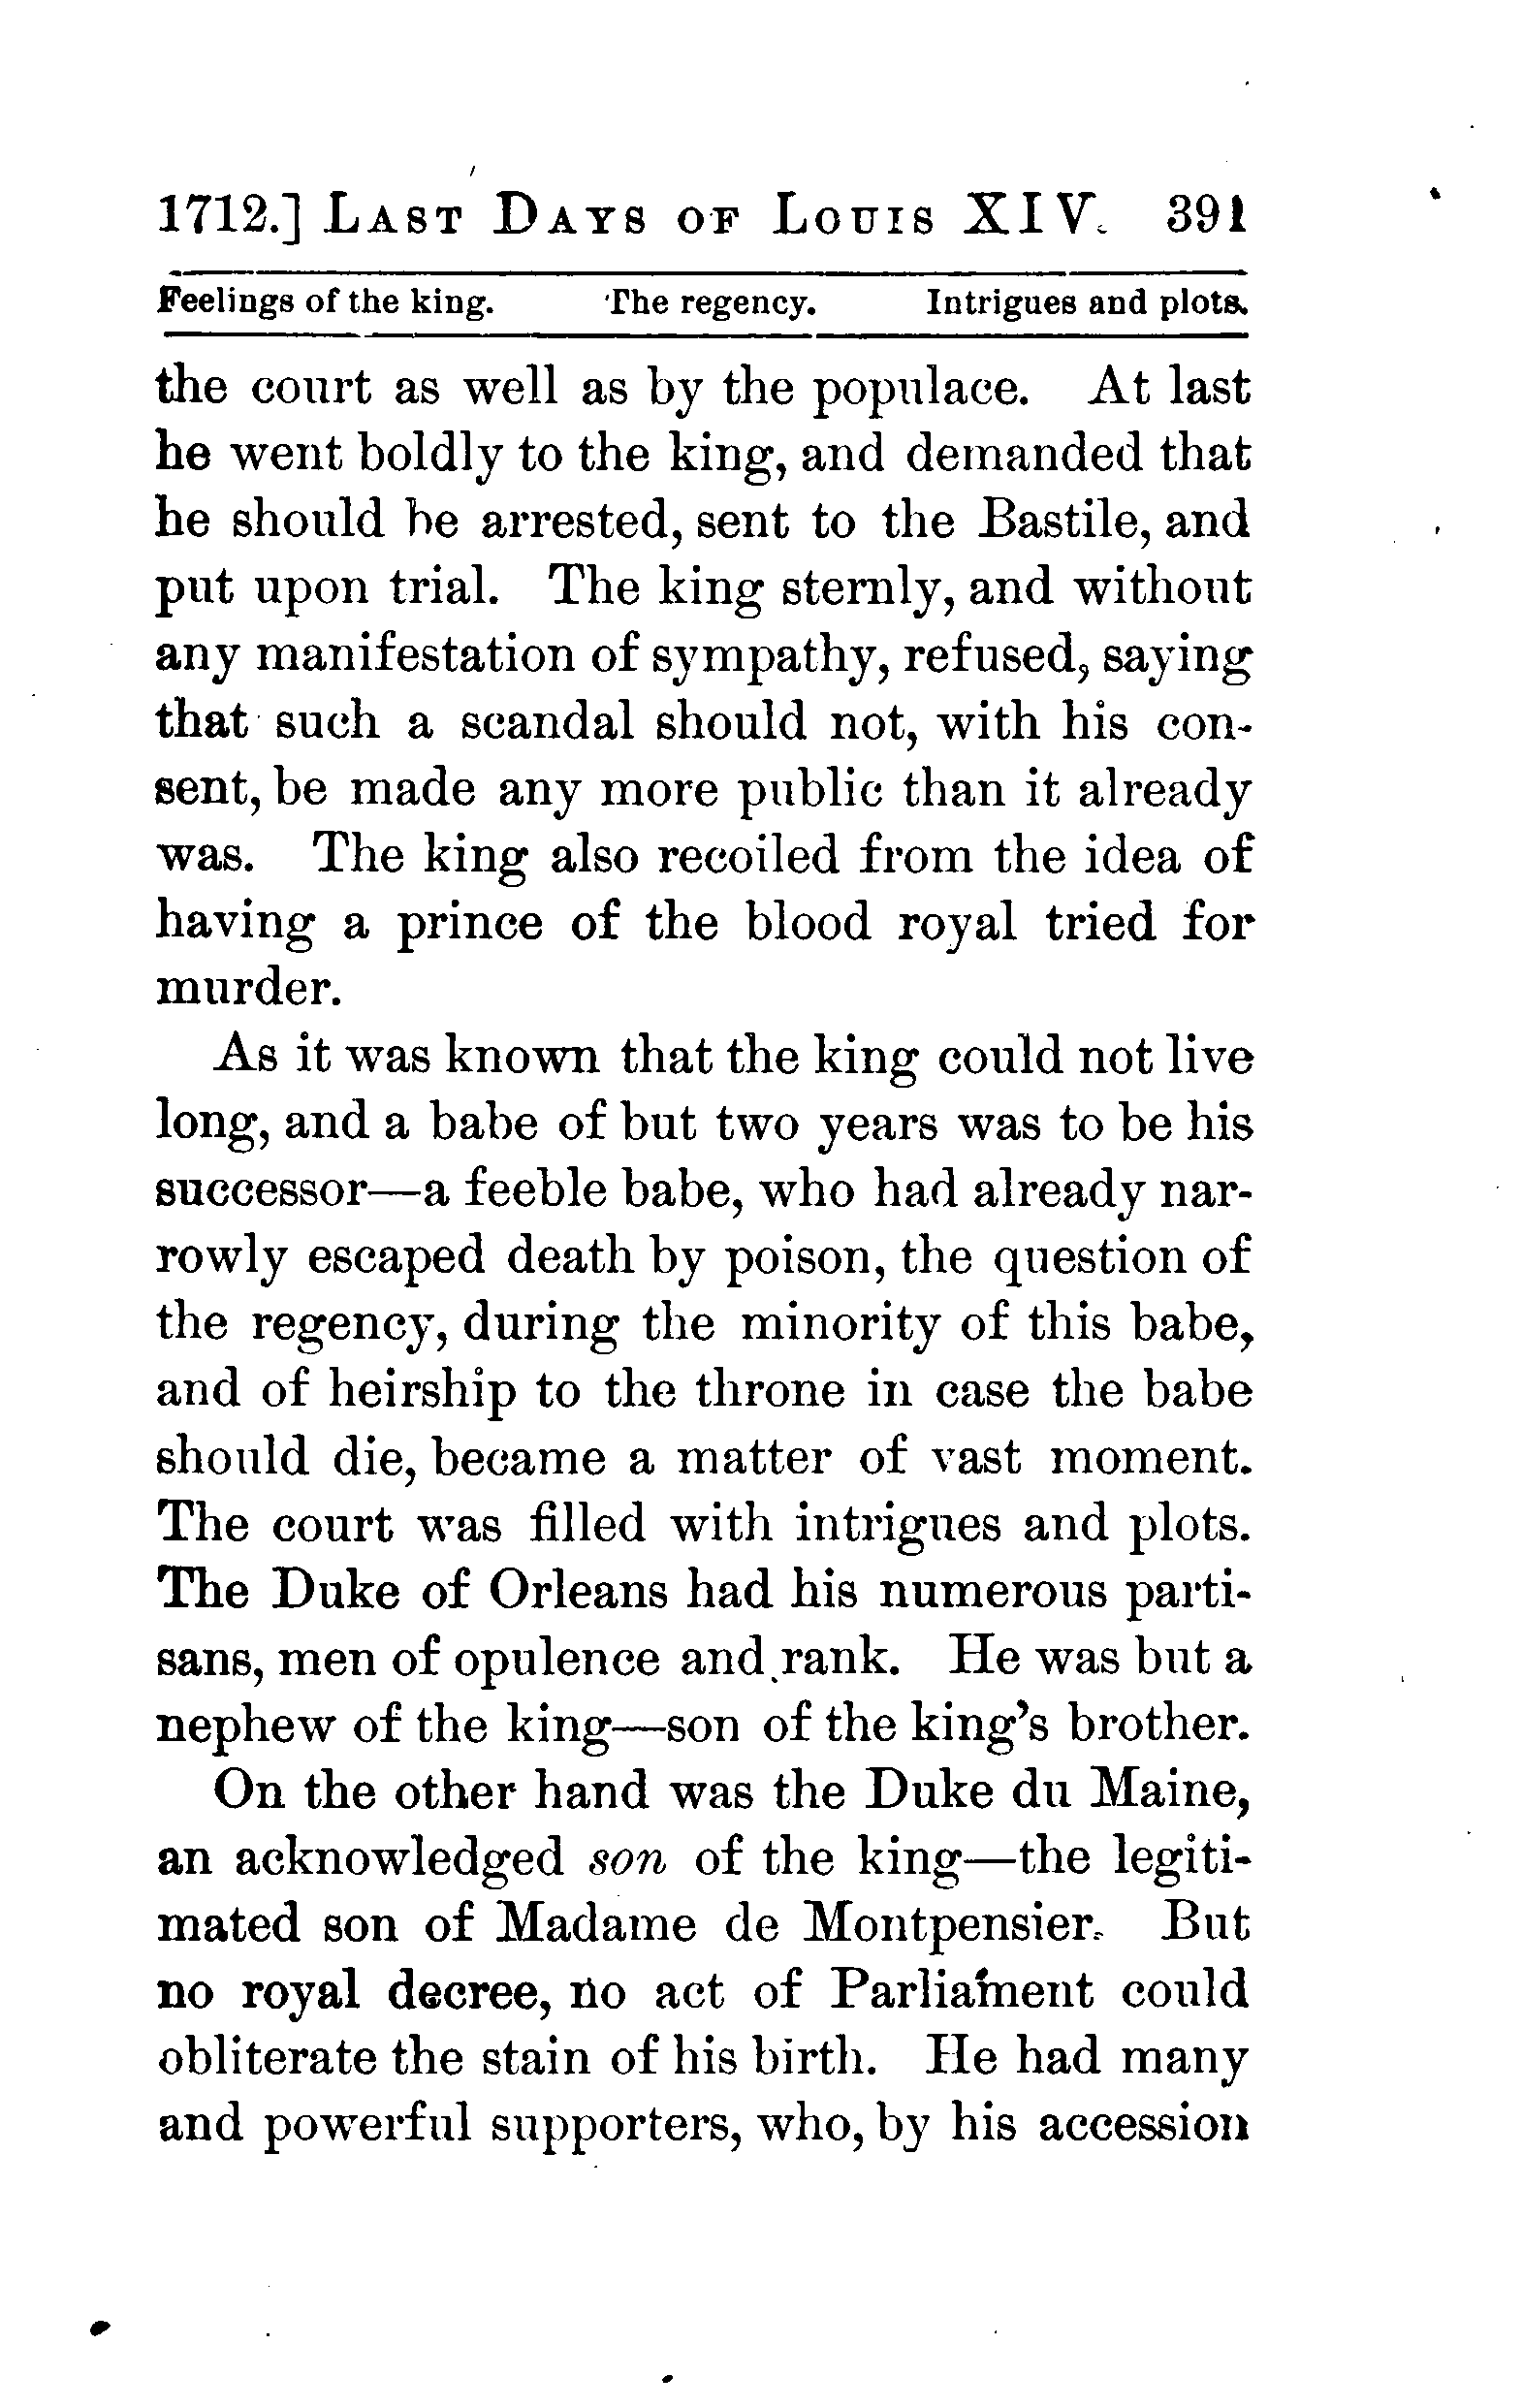 1712.] LAST DAYS OF LOUIS XIV. 391
Feelings of the king. The regency. Intrigues and plots.
the court as well as by the populace. At last
he went boldly to the king, and demanded that
he should be arrested, sent to the Bastile, and
put upon trial. The king sternly, and without
any manifestation of sympathy, refused, saying
that such a scandal should not, with his con-
sent, be made any more public than it already
was. The king also recoiled from the idea of
having a prince of the blood royal tried for
murder.
As it was known that the king could not live
long, and a babe of but two years was to be his
successor—a feeble babe, who had already nar-
rowly escaped death by poison, the question of
the regency, during the minority of this babe,
and of heirship to the throne in case the babe
should die, became a matter of vast moment.
The court was filled with intrigues and plots.
The Duke of Orleans had his numerous parti-
sans, men of opulence and rank. He was but a
nephew of the king—son of the king's brother.
On the other hand was the Duke du Maine,
an acknowledged son of the king—the legiti-
mated son of Madame de Montpensier. But
no royal decree, no act of Parliament could
obliterate the stain of his birth. He had many
and powerful supporters, who, by his accession